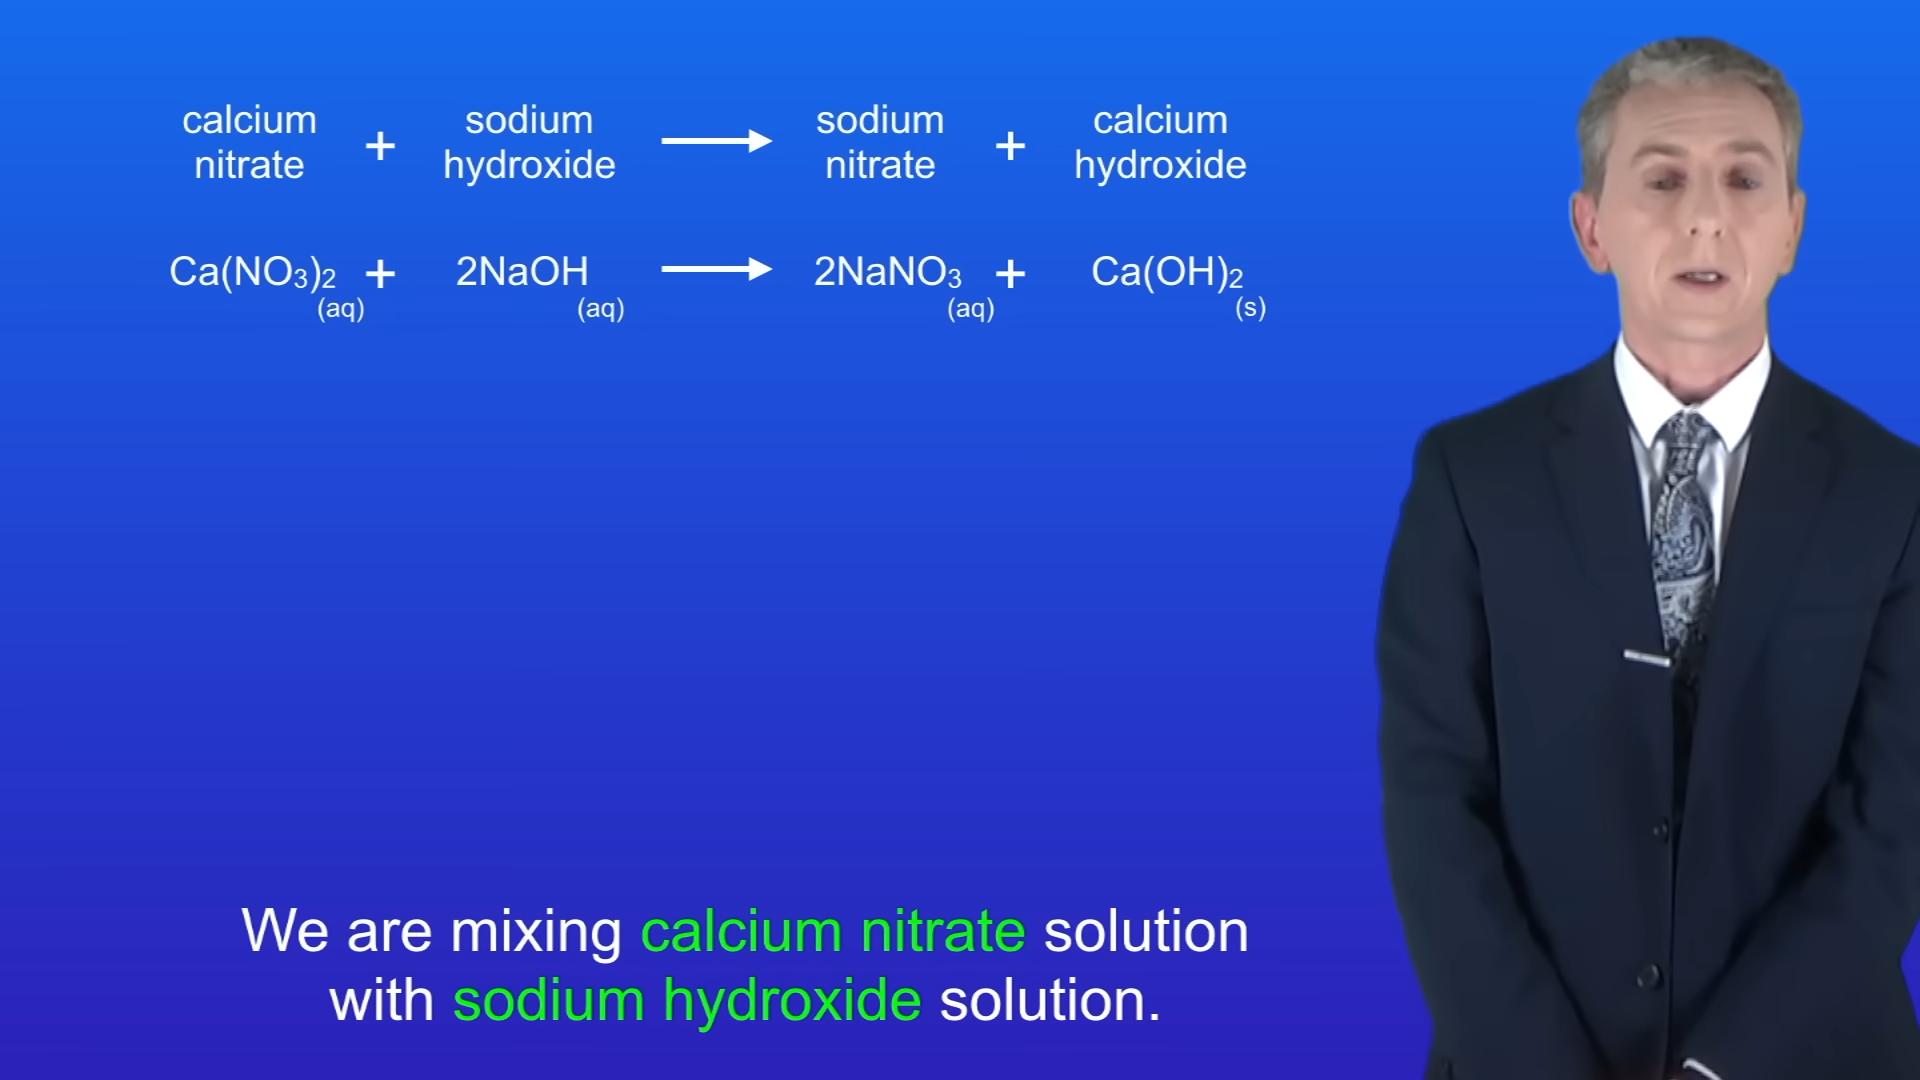 calcium nitrate + sodium hydroxide ⟶ sodium nitrate + calcium hydroxide
Ca(NO₃)₂ (aq) + 2NaOH (aq) ⟶ 2NaNO₃ (aq) + Ca(OH)₂ (s)
We are mixing calcium nitrate solution
with sodium hydroxide solution.